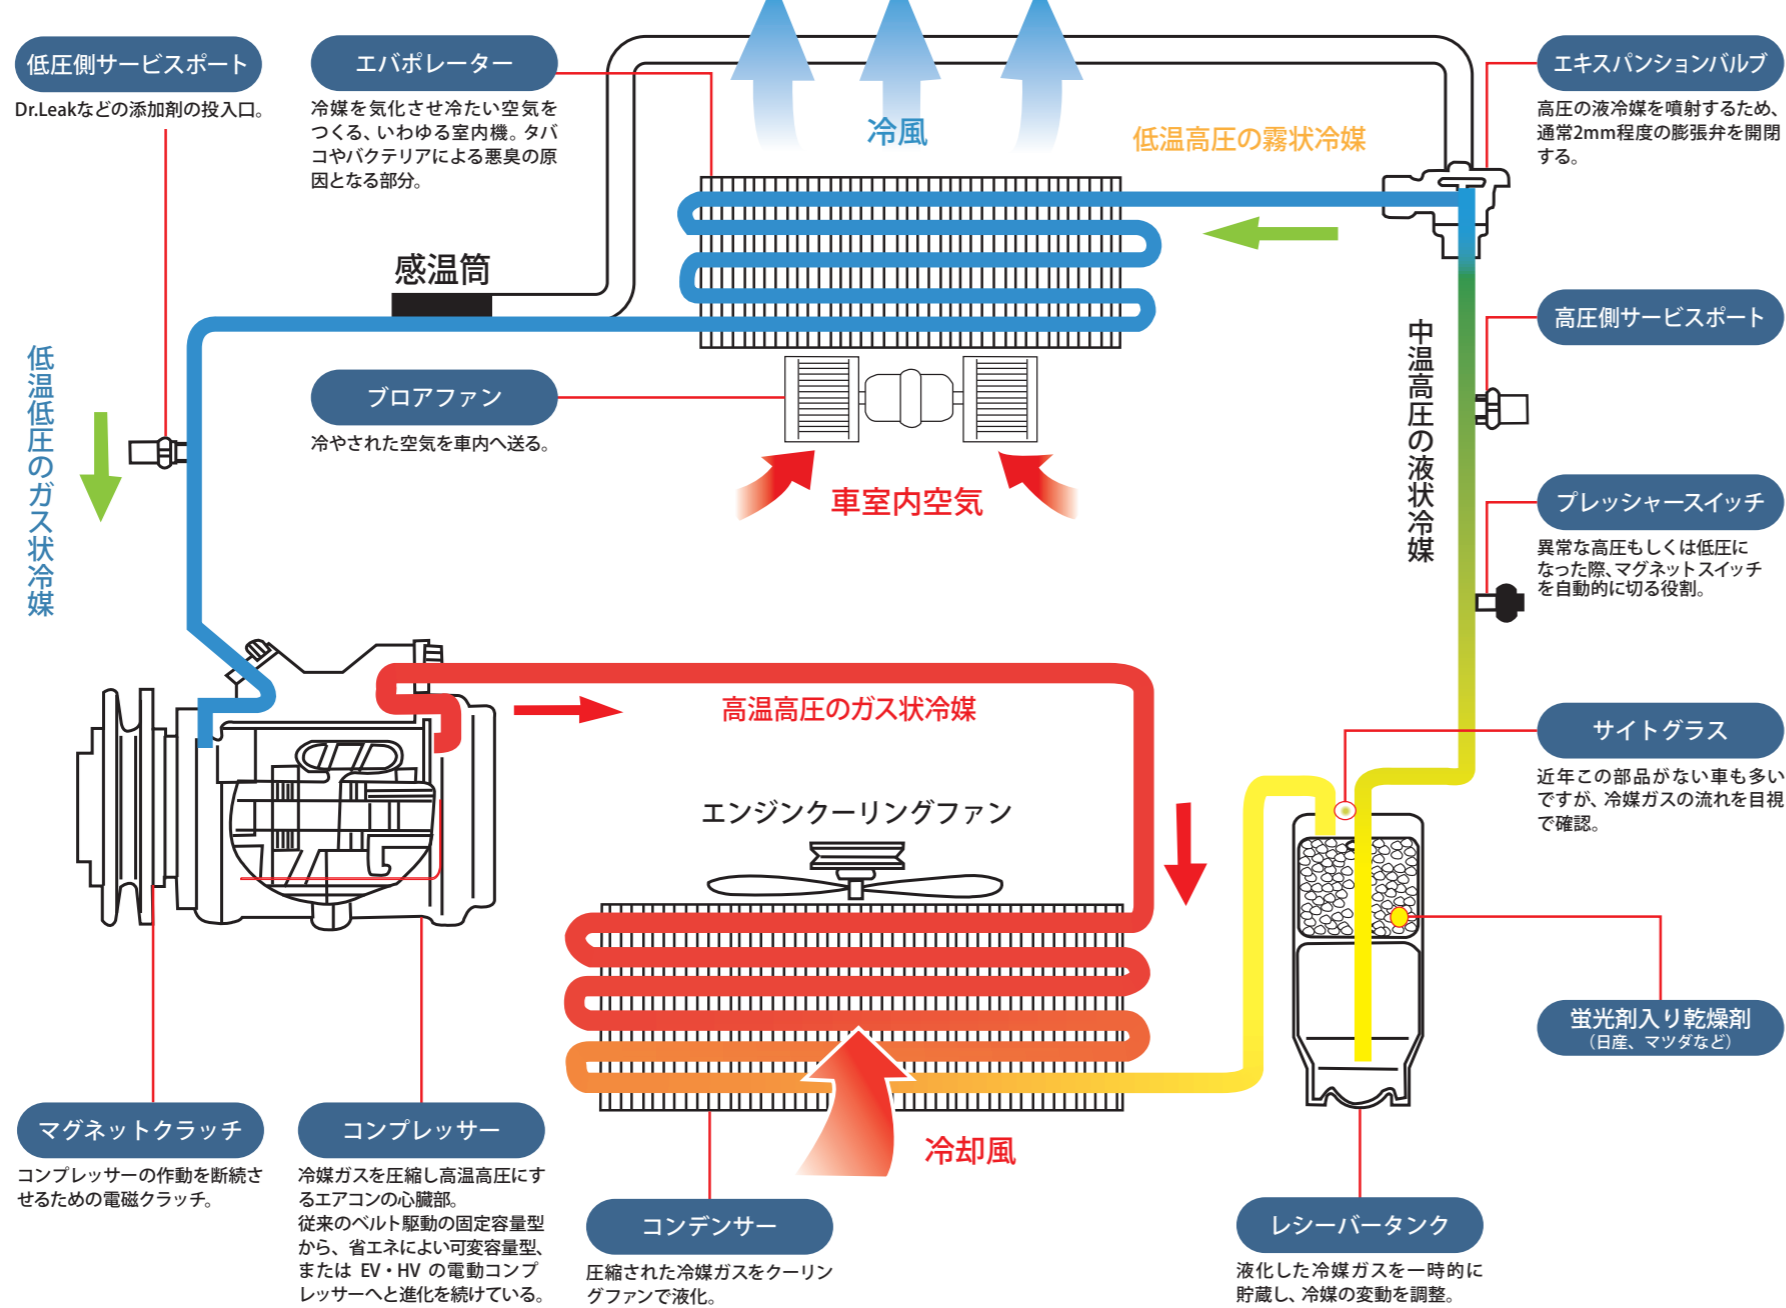 低圧側サービスポート
Dr.Leakなどの添加剤の投入口。
エバポレーター
冷媒を気化させ冷たい空気を
つくる、いわゆる室内機。タバ
コやバクテリアによる悪臭の原
因となる部分。
冷風
低温高圧の霧状冷媒
エキスパンションバルブ
高圧の液冷媒を噴射するため、
通常2mm程度の膨張弁を開閉
する。
感温筒
高圧側サービスポート
中温高圧の液状冷媒
低温低圧のガス状冷媒
ブロアファン
冷やされた空気を車内へ送る。
車室内空気
プレッシャースイッチ
異常な高圧もしくは低圧に
なった際、マグネットスイッチ
を自動的に切る役割。
高温高圧のガス状冷媒
サイトグラス
近年この部品がない車も多い
ですが、冷媒ガスの流れを目視
で確認。
エンジンクーリングファン
蛍光剤入り乾燥剤
（日産、マツダなど）
マグネットクラッチ
コンプレッサーの作動を断続さ
せるための電磁クラッチ。
コンプレッサー
冷媒ガスを圧縮し高温高圧にす
るエアコンの心臓部。
従来のベルト駆動の固定容量型
から、省エネによい可変容量型、
または EV・HV の電動コンプ
レッサーへと進化を続けている。
冷却風
コンデンサー
圧縮された冷媒ガスをクーリン
グファンで液化。
レシーバータンク
液化した冷媒ガスを一時的に
貯蔵し、冷媒の変動を調整。